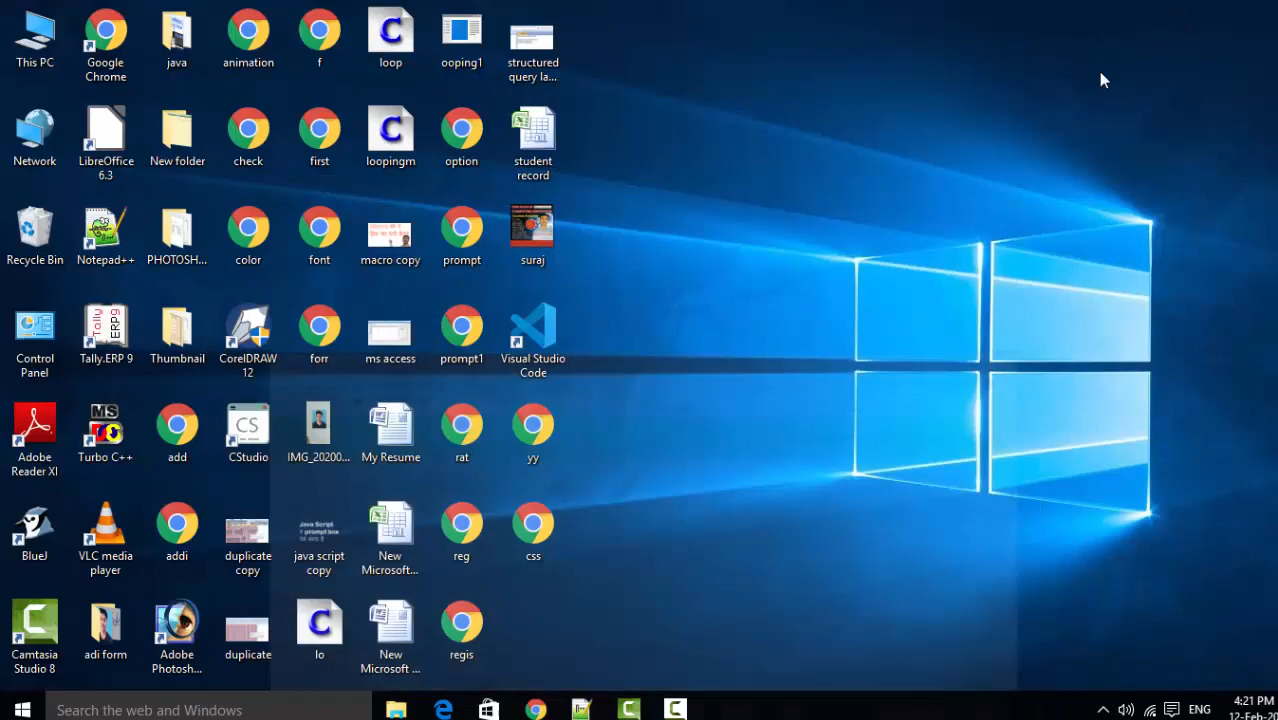 This PC
Google
Chrome
java
animation
f
loop
ooping1
structured
query la...
Network
LibreOffice
6.3
New folder
check
first
loopingm
option
student
record
Recycle Bin
Notepad++
PHOTOSH...
color
font
macro copy
prompt
suraj
Control
Panel
Tally.ERP 9
Thumbnail
CorelDRAW
12
forr
ms access
prompt1
Visual Studio
Code
Adobe
Reader XI
Turbo C++
add
CStudio
IMG_20200...
My Resume
rat
yy
BlueJ
VLC media
player
addi
duplicate
copy
java script
copy
New
Microsoft...
reg
css
Camtasia
Studio 8
adi form
Adobe
Photosh...
duplicate
lo
New
Microsoft ...
regis
Search the web and Windows
ENG
4:21 PM
12-Feb-20